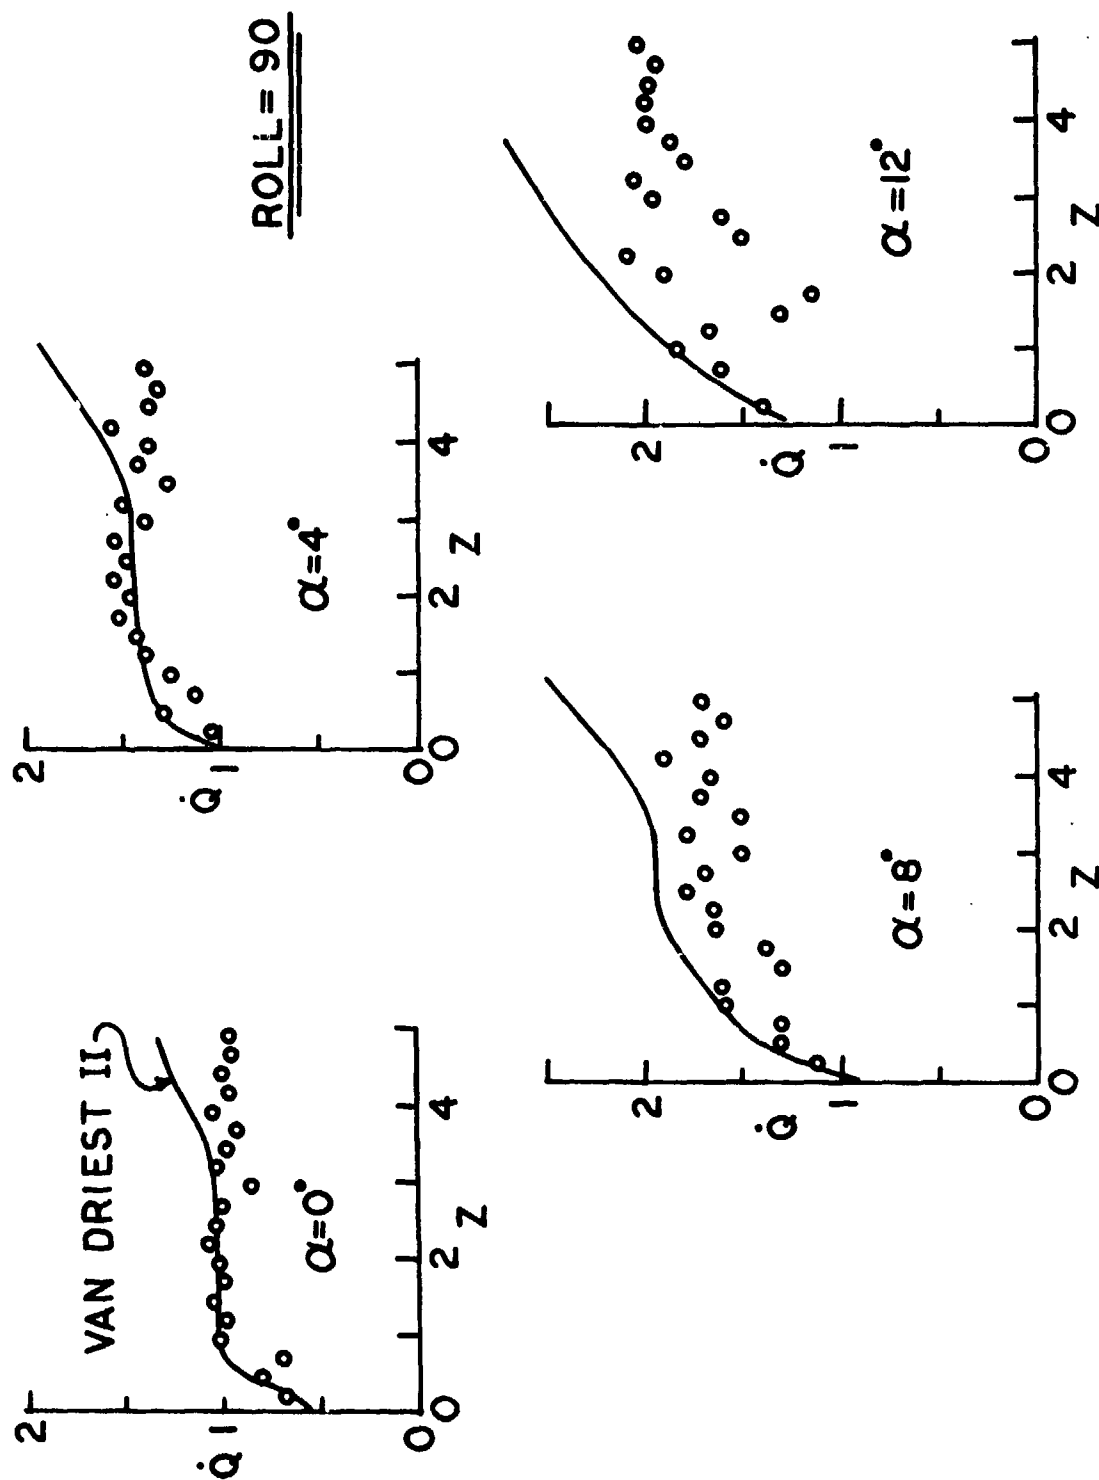 ROLL = 90
VAN DRIEST II
2
Q̇ 1
0
0 2 4
Z
α=0°
2
Q̇ 1
0
0 2 4
Z
α=4°
2
Q̇ 1
0
0 2 4
Z
α=8°
2
Q̇ 1
0
0 2 4
Z
α=12°